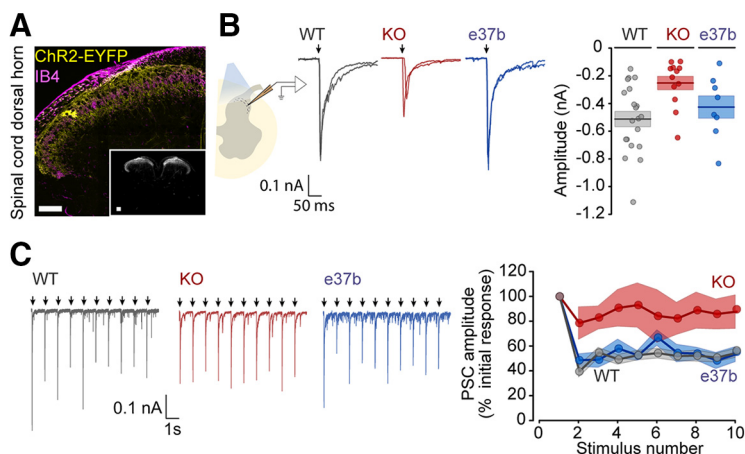 A
ChR2-EYFP
IB4
Spinal cord dorsal horn
B
WT
KO
e37b
0.1 nA
50 ms
WT
KO
e37b
Amplitude (nA)
0
-0.2
-0.4
-0.6
-0.8
-1.0
-1.2
C
WT
KO
e37b
0.1 nA
1s
PSC amplitude
(% initial response)
120
100
80
60
40
20
0
KO
WT
e37b
0 2 4 6 8 10
Stimulus number